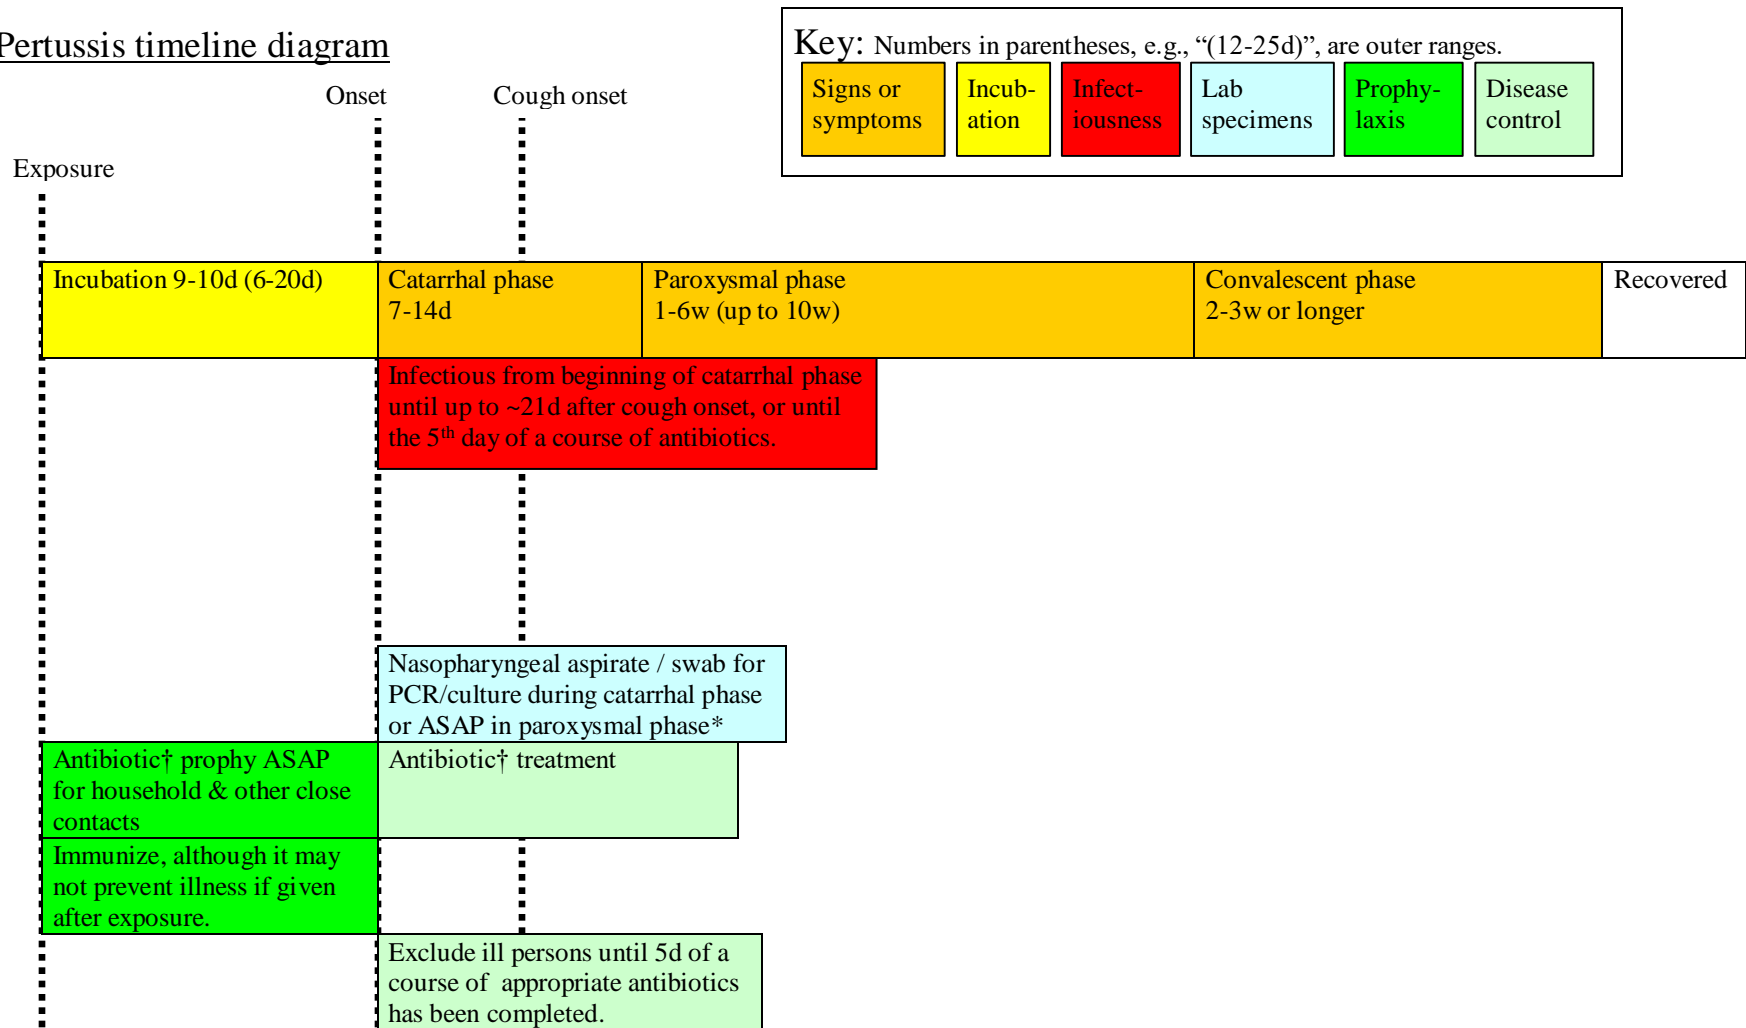 Pertussis timeline diagram
Key: Numbers in parentheses, e.g., “(12-25d)”, are outer ranges.
Signs or
symptoms
Incub-
ation
Infect-
iousness
Lab
specimens
Prophy-
laxis
Disease
control
Onset
Cough onset
Exposure
Incubation 9-10d (6-20d)
Catarrhal phase
7-14d
Paroxysmal phase
1-6w (up to 10w)
Convalescent phase
2-3w or longer
Recovered
Infectious from beginning of catarrhal phase
until up to ~21d after cough onset, or until
the 5th day of a course of antibiotics.
Nasopharyngeal aspirate / swab for
PCR/culture during catarrhal phase
or ASAP in paroxysmal phase*
Antibiotic† prophy ASAP
for household & other close
contacts
Antibiotic† treatment
Immunize, although it may
not prevent illness if given
after exposure.
Exclude ill persons until 5d of a
course of  appropriate antibiotics
has been completed.